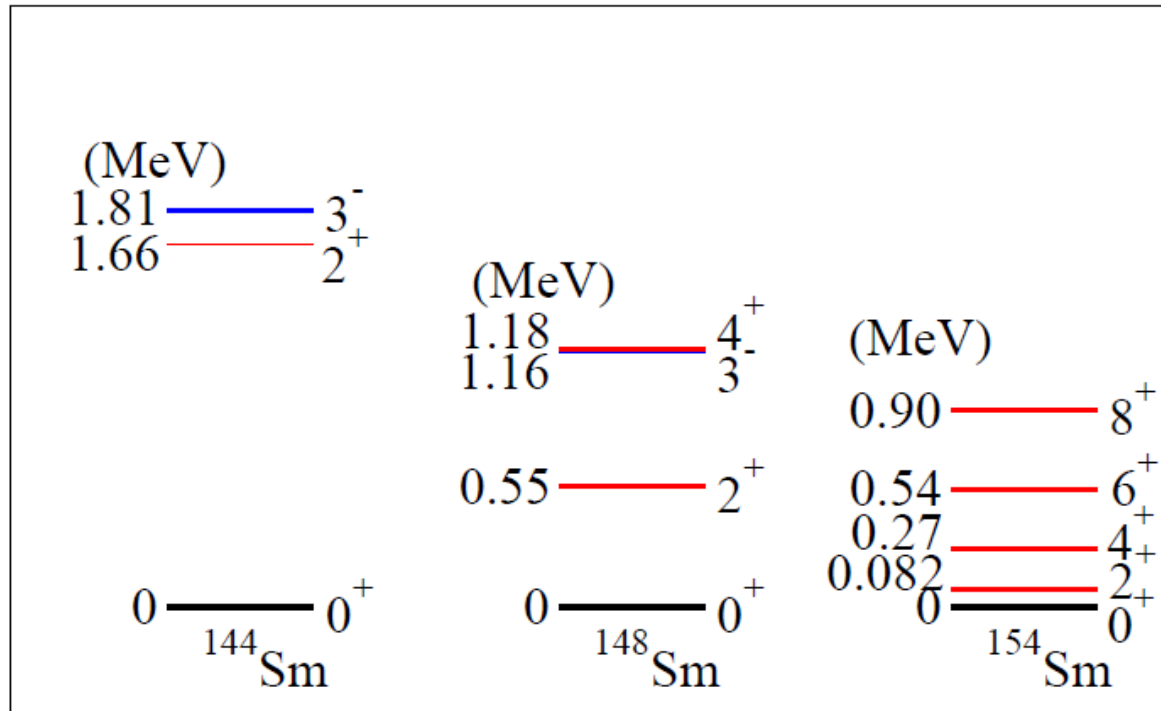 (MeV)
1.81 3⁻
1.66 2⁺
0 0⁺
¹⁴⁴Sm
(MeV)
1.18 4⁺
1.16 3⁻
0.55 2⁺
0 0⁺
¹⁴⁸Sm
(MeV)
0.90 8⁺
0.54 6⁺
0.27 4⁺
0.082 2⁺
0 0⁺
¹⁵⁴Sm